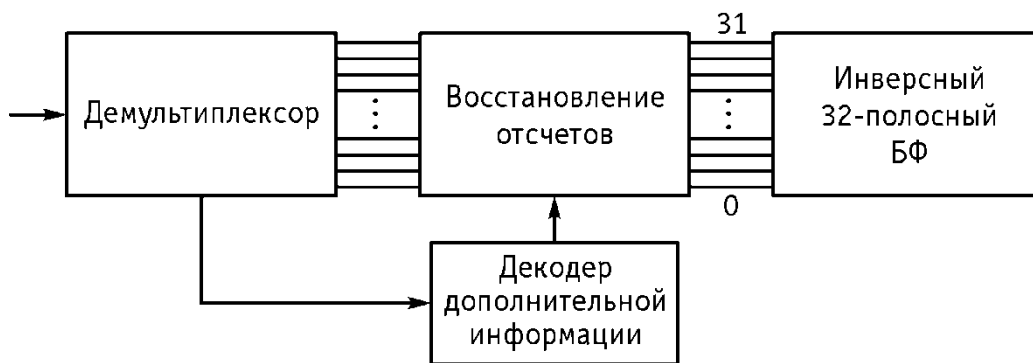 Демультиплексор
⋮
Восстановление
отсчетов
31
⋮
0
Инверсный
32-полосный
БФ
Декодер
дополнительной
информации